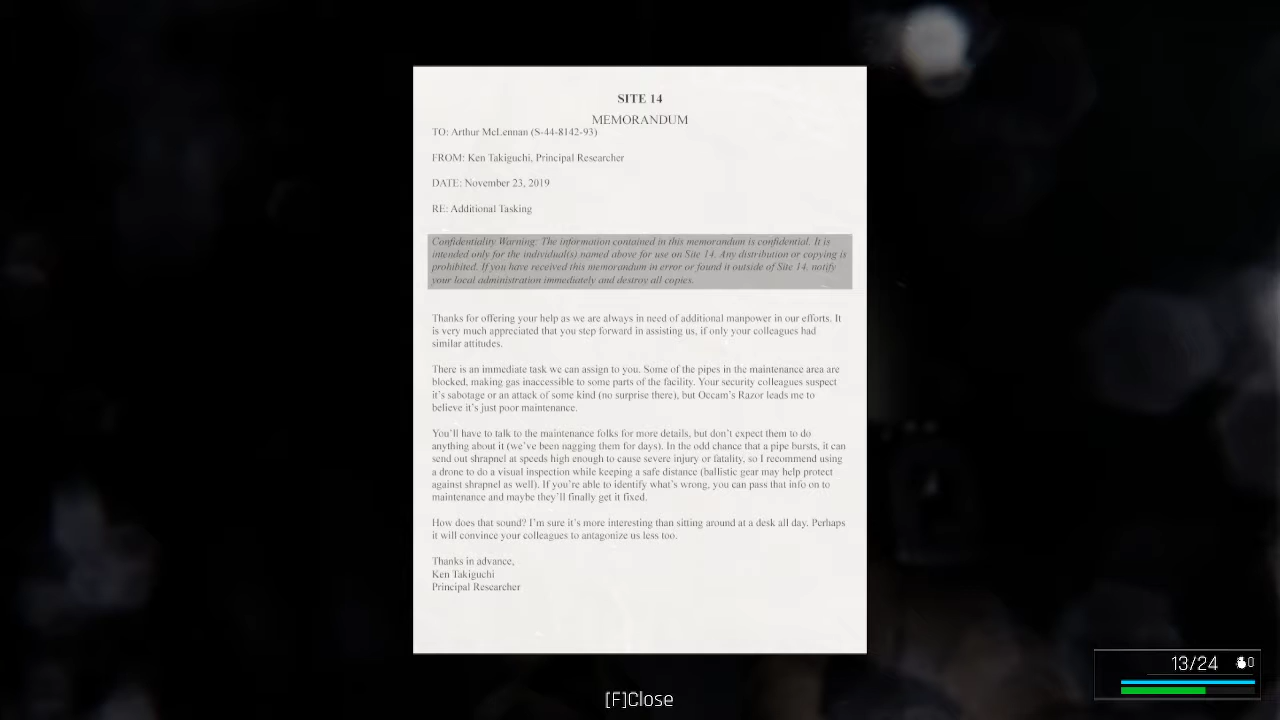 SITE 14
MEMORANDUM
TO: Arthur McLennan (S-44-8142-93)
FROM: Ken Takiguchi, Principal Researcher
DATE: November 23, 2019
RE: Additional Tasking
Confidentiality Warning: The information contained in this memorandum is confidential. It is
intended only for the individual(s) named above for use on Site 14. Any distribution or copying is
prohibited. If you have received this memorandum in error or found it outside of Site 14, notify
your local administration immediately and destroy all copies.
Thanks for offering your help as we are always in need of additional manpower in our efforts. It
is very much appreciated that you step forward in assisting us, if only your colleagues had
similar attitudes.
There is an immediate task we can assign to you. Some of the pipes in the maintenance area are
blocked, making gas inaccessible to some parts of the facility. Your security colleagues suspect
it's sabotage or an attack of some kind (no surprise there), but Occam's Razor leads me to
believe it's just poor maintenance.
You'll have to talk to the maintenance folks for more details, but don't expect them to do
anything about it (we've been nagging them for days). In the odd chance that a pipe bursts, it can
send out shrapnel at speeds high enough to cause severe injury or fatality, so I recommend using
a drone to do a visual inspection while keeping a safe distance (ballistic gear may help protect
against shrapnel as well). If you're able to identify what's wrong, you can pass that info on to
maintenance and maybe they'll finally get it fixed.
How does that sound? I'm sure it's more interesting than sitting around at a desk all day. Perhaps
it will convince your colleagues to antagonize us less too.
Thanks in advance,
Ken Takiguchi
Principal Researcher
13/24 0
[F]Close